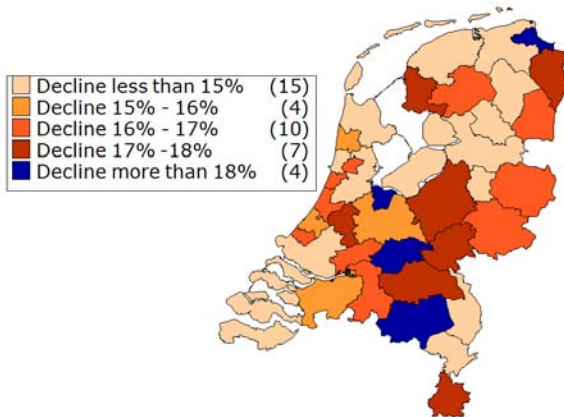 Decline less than 15% (15)
Decline 15% - 16% (4)
Decline 16% - 17% (10)
Decline 17% -18% (7)
Decline more than 18% (4)